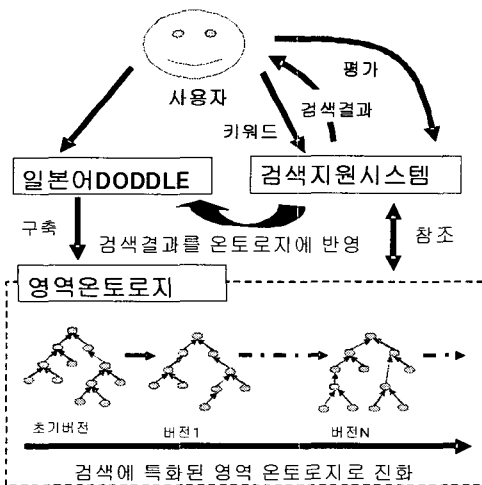 평가
사용자
검색결과
키워드
일본어DODDLE
검색지원시스템
구축
검색결과를 온토로지에 반영
참조
영역온토로지
초기버전
버전1
버전N
검색에 특화된 영역 온토로지로 진화